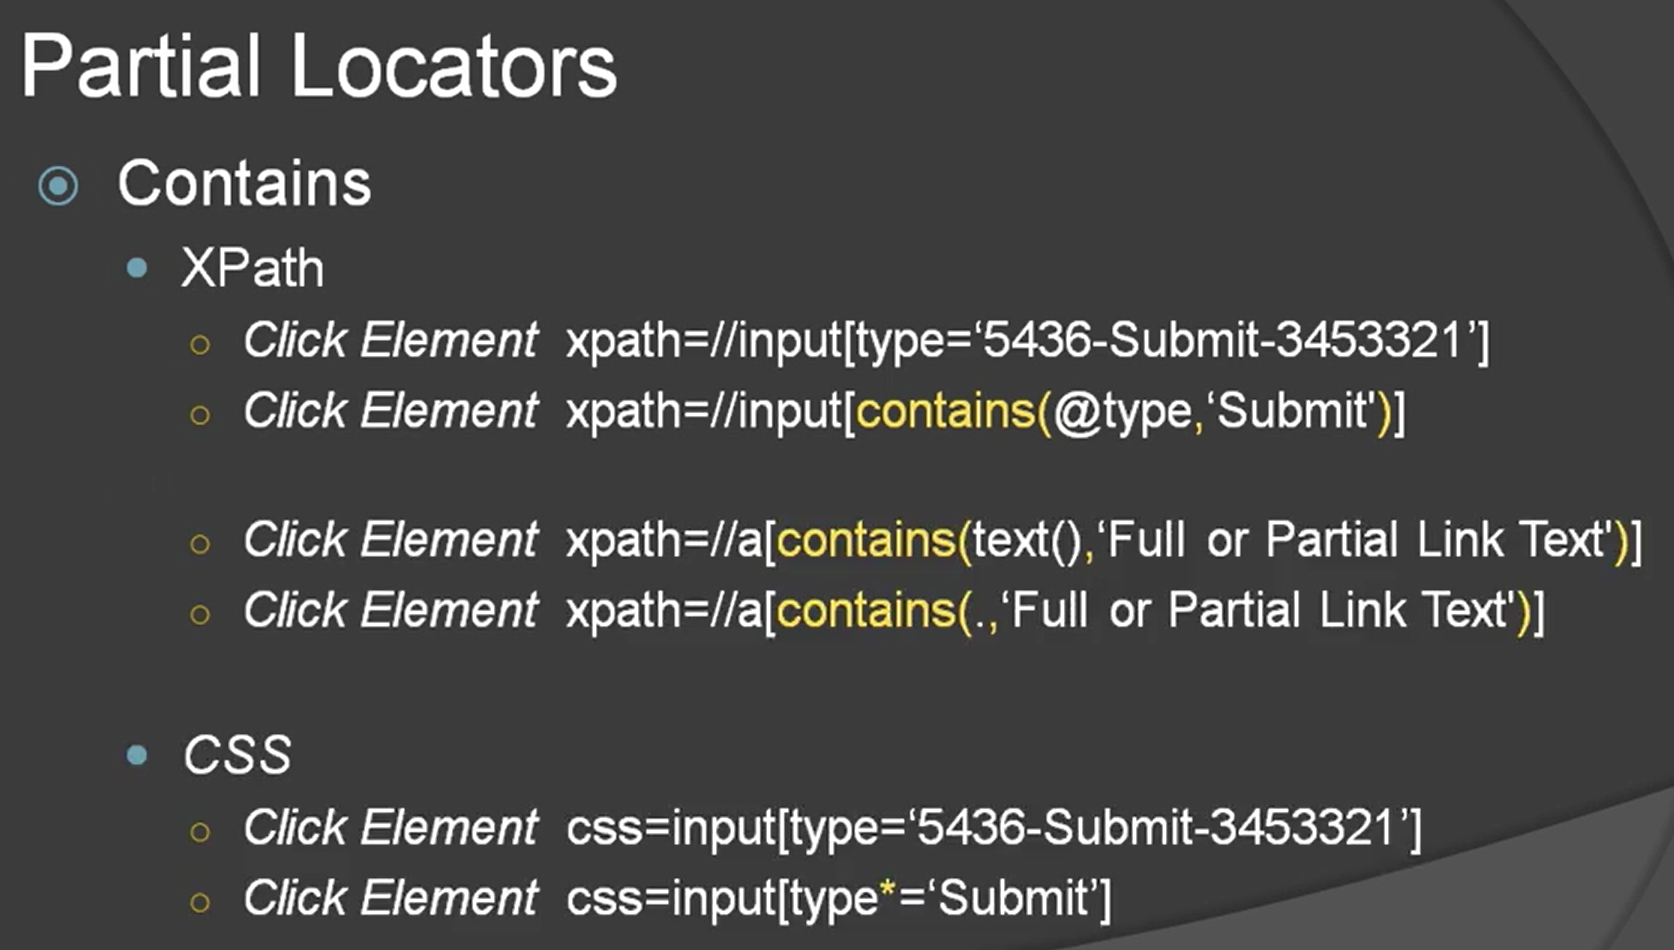 Partial Locators
Contains
XPath
Click Element xpath=//input[type=‘5436-Submit-3453321’]
Click Element xpath=//input[contains(@type,‘Submit')]
Click Element xpath=//a[contains(text(),‘Full or Partial Link Text')]
Click Element xpath=//a[contains(.,‘Full or Partial Link Text')]
CSS
Click Element css=input[type=‘5436-Submit-3453321’]
Click Element css=input[type*=‘Submit’]